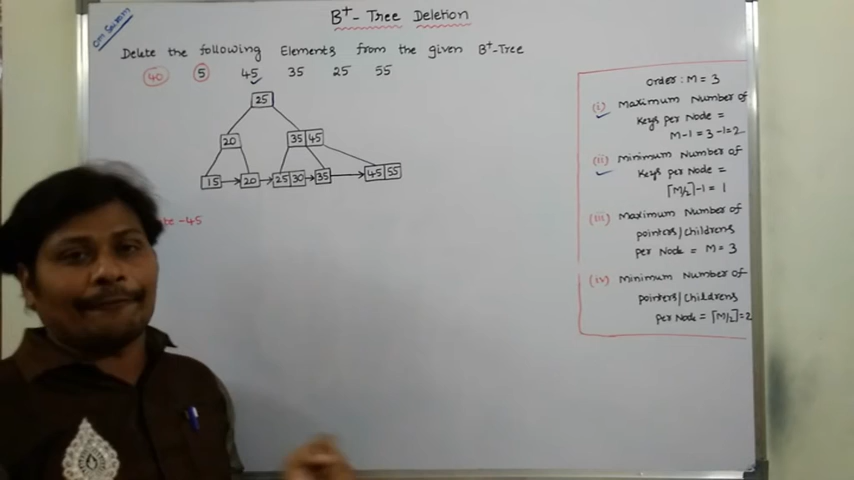 Om Sairam
B+- Tree Deletion
Delete the following Elements from the given B+-Tree
40 5 45 35 25 55
25
20 35 45
15 20 25 30 35 45 55
te -45
Order: M = 3
(i) Maximum Number of
Keys per Node =
M-1 = 3-1=2
(ii) Minimum Number of
Keys per Node =
⌈M/2⌉-1 = 1
(iii) Maximum Number of
pointers/childrens
per Node = M = 3
(iv) Minimum Number of
pointers/childrens
per Node = ⌈M/2⌉=2